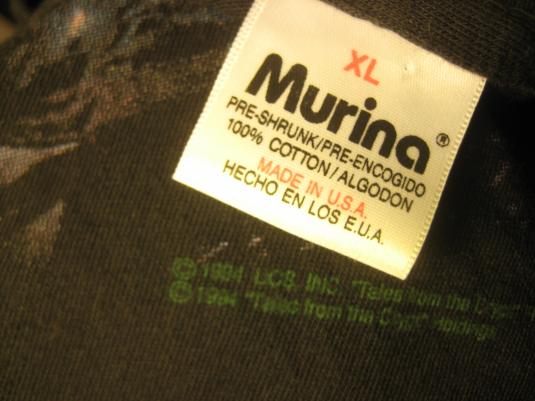 XL
Murina®
PRE-SHRUNK/PRE-ENCOGIDO
100% COTTON/ALGODON
MADE IN U.S.A.
HECHO EN LOS E.U.A.
© 1994 UCS, INC. "Tales from the Crypt"
© 1994 "Tales from the Crypt" Holdings